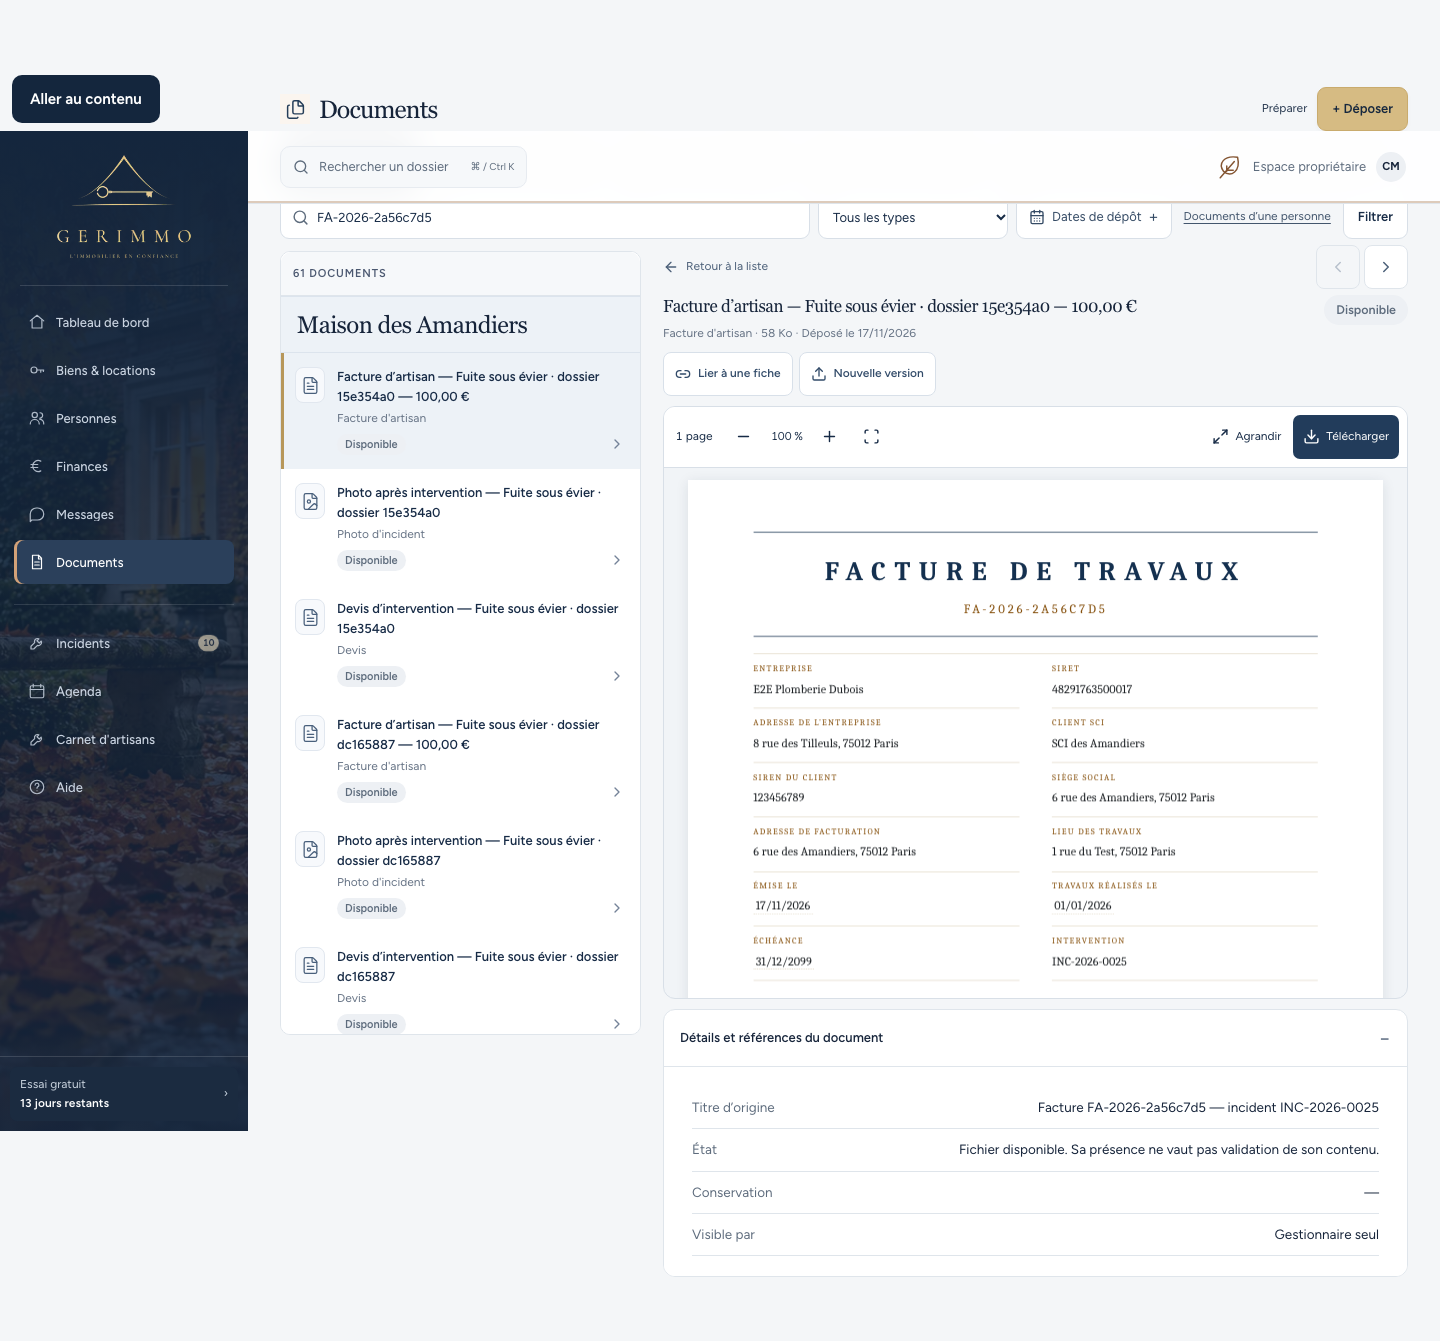 Aller au contenu
Documents
Préparer
+ Déposer
GERIMMO
L'IMMOBILIER EN CONFIANCE
Rechercher un dossier
⌘ / Ctrl K
Espace propriétaire
CM
FA-2026-2a56c7d5
Tous les types
Dates de dépôt +
Documents d'une personne
Filtrer
Tableau de bord
Biens & locations
Personnes
Finances
Messages
Documents
Incidents
10
Agenda
Carnet d'artisans
Aide
Essai gratuit
13 jours restants
61 DOCUMENTS
Maison des Amandiers
Facture d'artisan — Fuite sous évier · dossier
15e354a0 — 100,00 €
Facture d'artisan
Disponible
Photo après intervention — Fuite sous évier ·
dossier 15e354a0
Photo d'incident
Disponible
Devis d'intervention — Fuite sous évier · dossier
15e354a0
Devis
Disponible
Facture d'artisan — Fuite sous évier · dossier
dc165887 — 100,00 €
Facture d'artisan
Disponible
Photo après intervention — Fuite sous évier ·
dossier dc165887
Photo d'incident
Disponible
Devis d'intervention — Fuite sous évier · dossier
dc165887
Devis
Disponible
Retour à la liste
Facture d'artisan — Fuite sous évier · dossier 15e354a0 — 100,00 €
Disponible
Facture d'artisan · 58 Ko · Déposé le 17/11/2026
Lier à une fiche
Nouvelle version
1 page
100 %
Agrandir
Télécharger
FACTURE DE TRAVAUX
FA-2026-2A56C7D5
ENTREPRISE
E2E Plomberie Dubois
SIRET
48291763500017
ADRESSE DE L'ENTREPRISE
8 rue des Tilleuls, 75012 Paris
CLIENT SCI
SCI des Amandiers
SIREN DU CLIENT
123456789
SIÈGE SOCIAL
6 rue des Amandiers, 75012 Paris
ADRESSE DE FACTURATION
6 rue des Amandiers, 75012 Paris
LIEU DES TRAVAUX
1 rue du Test, 75012 Paris
ÉMISE LE
17/11/2026
TRAVAUX RÉALISÉS LE
01/01/2026
ÉCHÉANCE
31/12/2099
INTERVENTION
INC-2026-0025
Détails et références du document
Titre d'origine
Facture FA-2026-2a56c7d5 — incident INC-2026-0025
État
Fichier disponible. Sa présence ne vaut pas validation de son contenu.
Conservation
—
Visible par
Gestionnaire seul